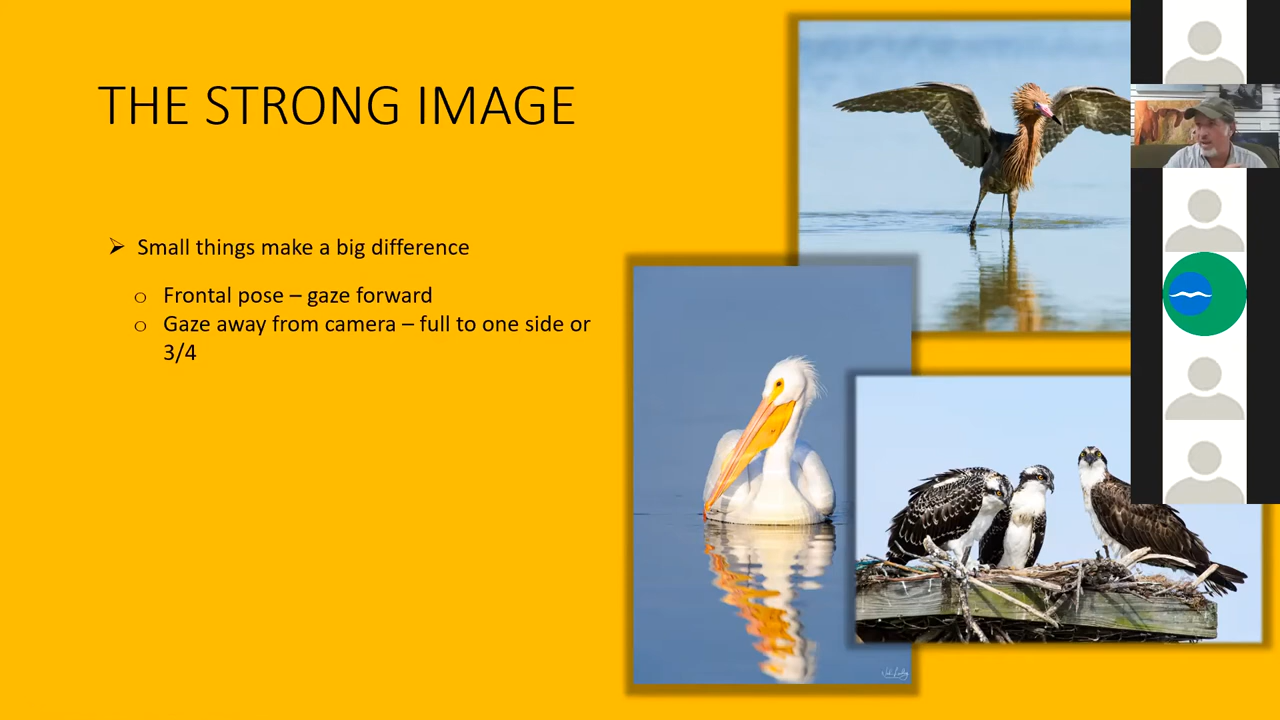 THE STRONG IMAGE
➢ Small things make a big difference
○ Frontal pose – gaze forward
○ Gaze away from camera – full to one side or
3/4